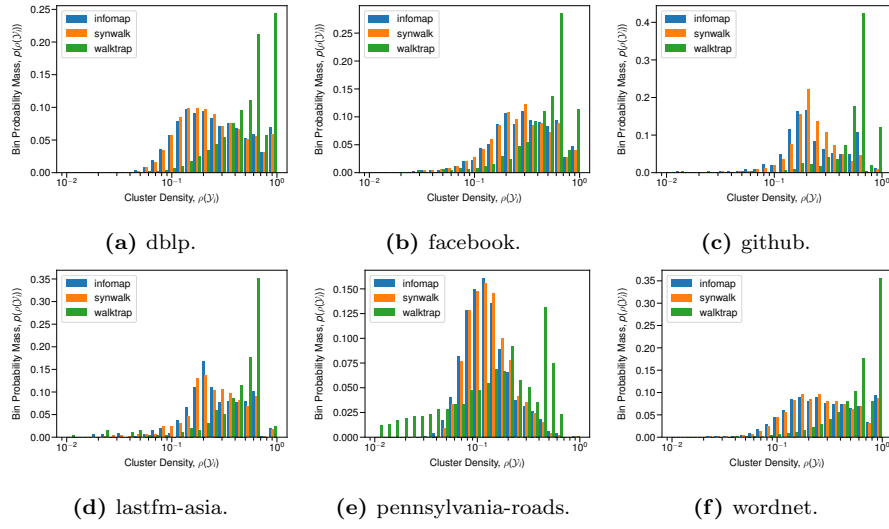 infomap
synwalk
walktrap
Bin Probability Mass, p(ρ(𝒴ᵢ))
0.25
0.20
0.15
0.10
0.05
0.00
10⁻² 10⁻¹ 10⁰
Cluster Density, ρ(𝒴ᵢ)
(a) dblp.
infomap
synwalk
walktrap
Bin Probability Mass, p(ρ(𝒴ᵢ))
0.25
0.20
0.15
0.10
0.05
0.00
10⁻² 10⁻¹ 10⁰
Cluster Density, ρ(𝒴ᵢ)
(b) facebook.
infomap
synwalk
walktrap
Bin Probability Mass, p(ρ(𝒴ᵢ))
0.4
0.3
0.2
0.1
0.0
10⁻² 10⁻¹ 10⁰
Cluster Density, ρ(𝒴ᵢ)
(c) github.
infomap
synwalk
walktrap
Bin Probability Mass, p(ρ(𝒴ᵢ))
0.35
0.30
0.25
0.20
0.15
0.10
0.05
0.00
10⁻² 10⁻¹ 10⁰
Cluster Density, ρ(𝒴ᵢ)
(d) lastfm-asia.
infomap
synwalk
walktrap
Bin Probability Mass, p(ρ(𝒴ᵢ))
0.150
0.125
0.100
0.075
0.050
0.025
0.000
10⁻² 10⁻¹ 10⁰
Cluster Density, ρ(𝒴ᵢ)
(e) pennsylvania-roads.
infomap
synwalk
walktrap
Bin Probability Mass, p(ρ(𝒴ᵢ))
0.35
0.30
0.25
0.20
0.15
0.10
0.05
0.00
10⁻² 10⁻¹ 10⁰
Cluster Density, ρ(𝒴ᵢ)
(f) wordnet.